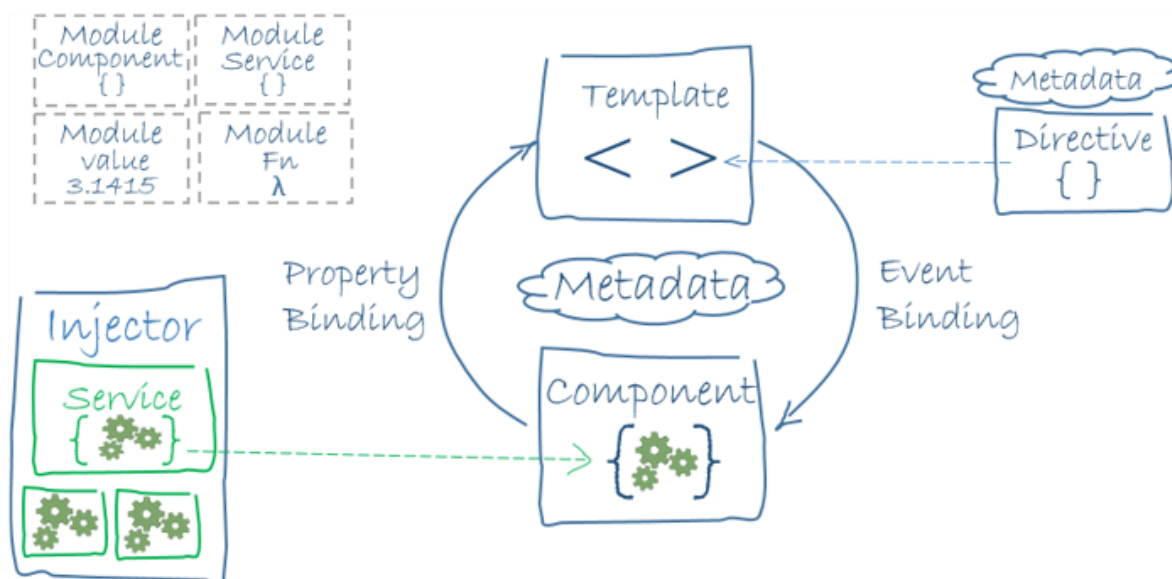 Module
Component
{ }
Module
Service
{ }
Module
value
3.1415
Module
Fn
λ
Template
< >
Metadata
Directive
{ }
Property
Binding
Metadata
Event
Binding
Injector
Service
{ }
Component
{ }